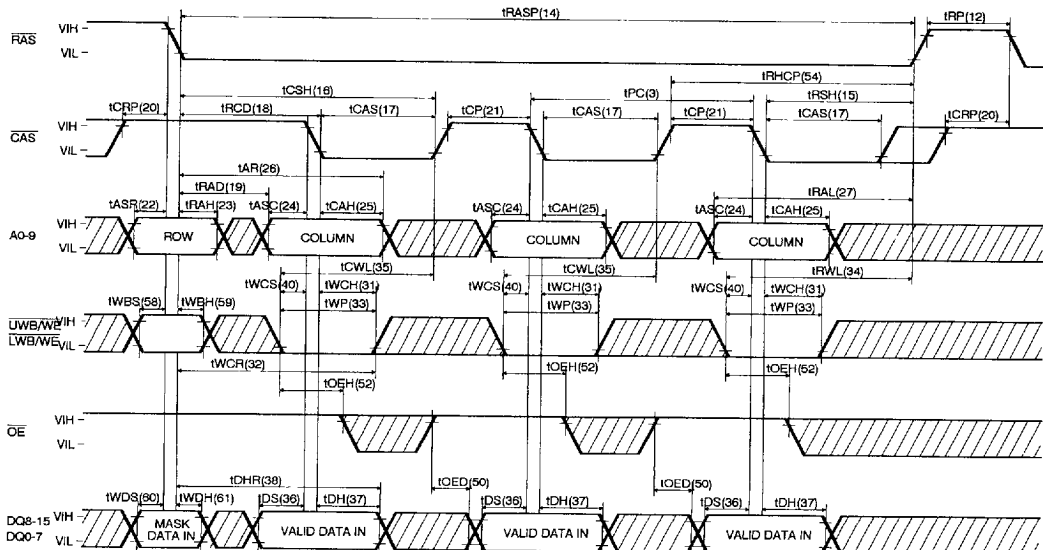 tRASP(14) tRP(12)
RAS VIH VIL
tRHCP(54)
tCSH(16) tPC(3) tRSH(15)
tCRP(20) tRCD(18) tCAS(17) tCP(21) tCAS(17) tCP(21) tCAS(17) tCRP(20)
CAS VIH VIL
tAR(26)
tRAD(19) tRAL(27)
tASR(22) tRAH(23) tASC(24) tCAH(25) tASC(24) tCAH(25) tASC(24) tCAH(25)
A0-9 VIH VIL ROW COLUMN COLUMN COLUMN
tCWL(35) tCWL(35) tRWL(34)
tWCS(40) tWCH(31) tWCS(40) tWCH(31) tWCS(40) tWCH(31)
tWBS(58) tWBH(59) tWP(33) tWP(33) tWP(33)
UWB/WE LWB/WE VIH VIL
tWCR(32)
tOEH(52) tOEH(52) tOEH(52)
OE VIH VIL
tDHR(38) tOED(50) tOED(50)
tWDS(60) tWDH(61) tDS(36) tDH(37) tDS(36) tDH(37) tDS(36) tDH(37)
DQ8-15 VIH MASK
DQ0-7 VIL DATA IN VALID DATA IN VALID DATA IN VALID DATA IN